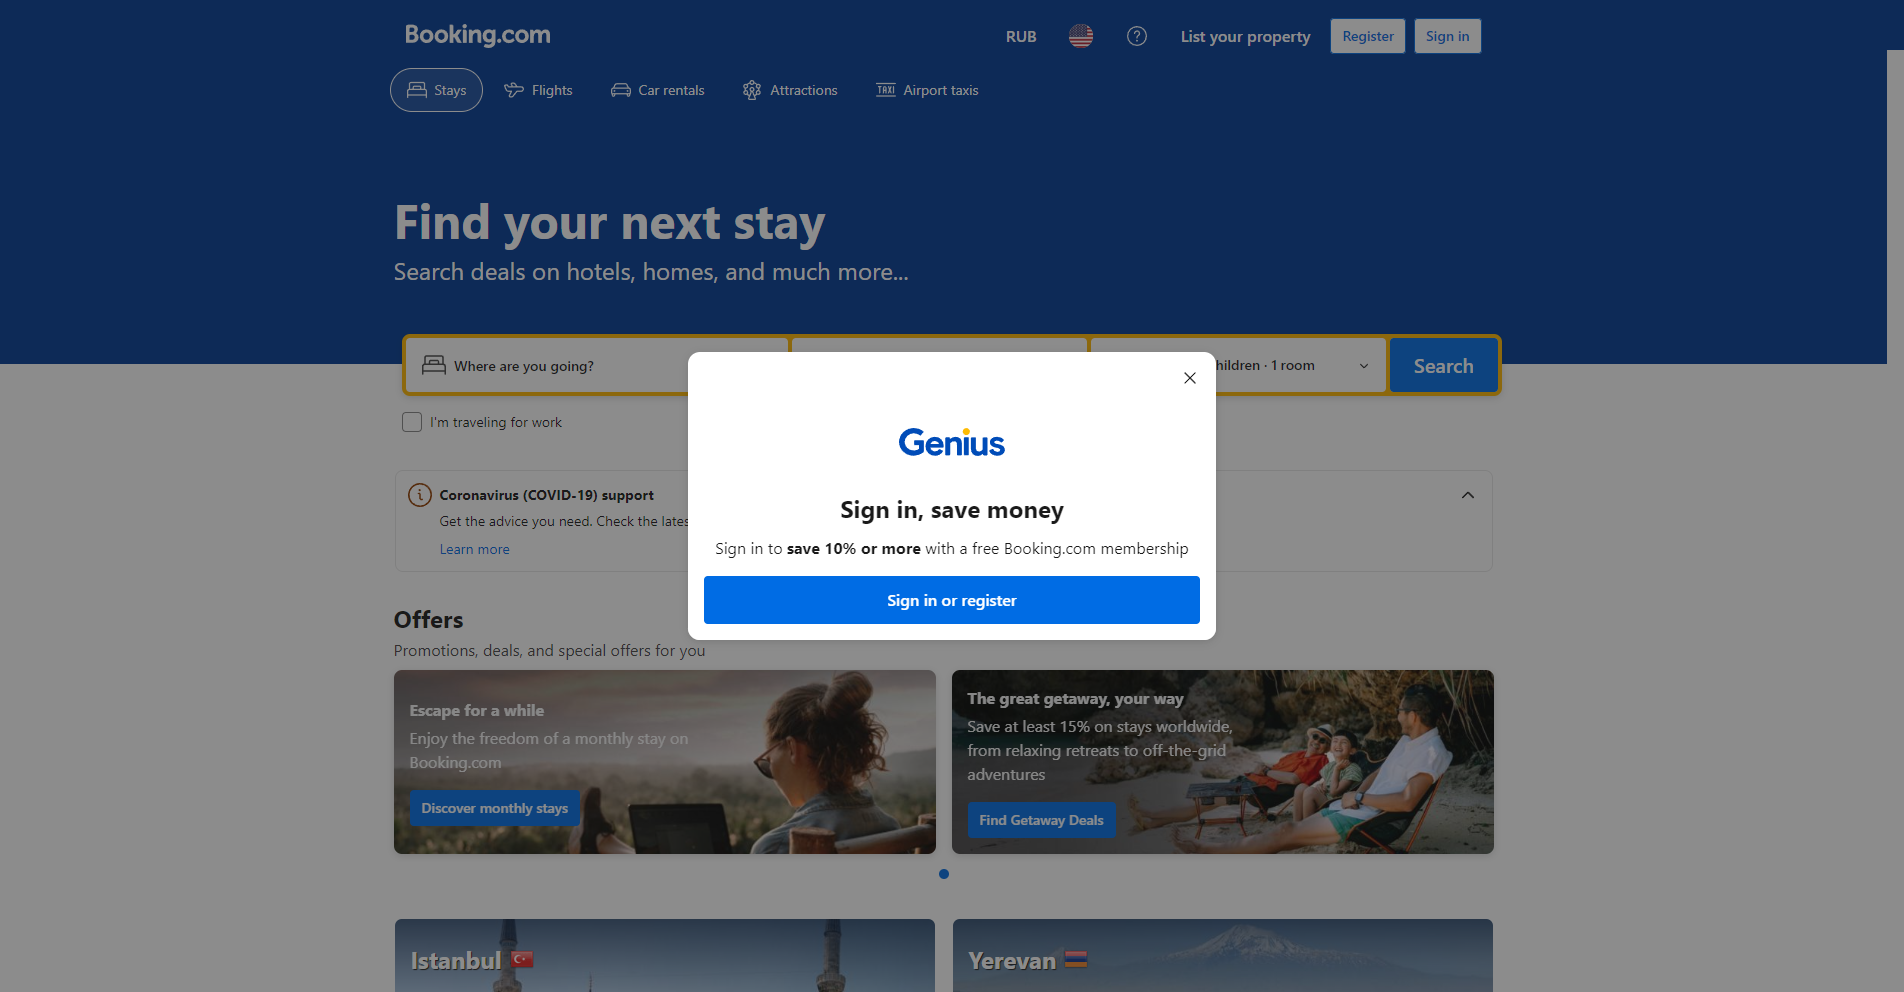 Booking.com
RUB
List your property
Register
Sign in
Stays
Flights
Car rentals
Attractions
TAXI
Airport taxis
Find your next stay
Search deals on hotels, homes, and much more...
Where are you going?
hildren · 1 room
Search
I'm traveling for work
Genius
Sign in, save money
Sign in to save 10% or more with a free Booking.com membership
Sign in or register
Coronavirus (COVID-19) support
Get the advice you need. Check the lates
Learn more
Offers
Promotions, deals, and special offers for you
Escape for a while
Enjoy the freedom of a monthly stay on
Booking.com
Discover monthly stays
The great getaway, your way
Save at least 15% on stays worldwide,
from relaxing retreats to off-the-grid
adventures
Find Getaway Deals
Istanbul
Yerevan